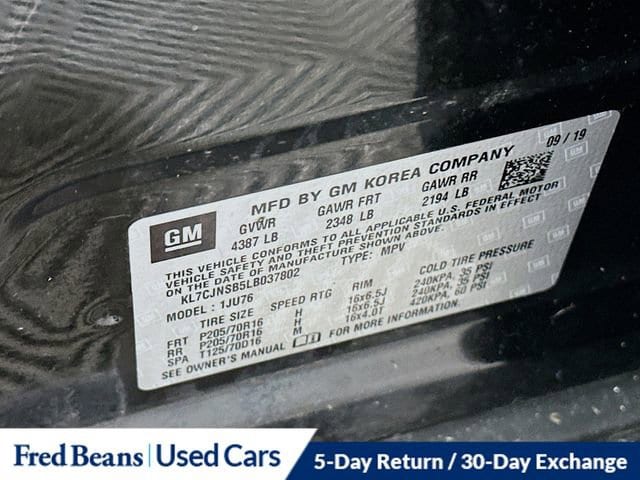 09/19
MFD BY GM KOREA COMPANY
GM
GVWR GAWR FRT GAWR RR
4387 LB 2348 LB 2194 LB
THIS VEHICLE CONFORMS TO ALL APPLICABLE U.S. FEDERAL MOTOR
VEHICLE SAFETY AND THEFT PREVENTION STANDARDS IN EFFECT
ON THE DATE OF MANUFACTURE SHOWN ABOVE.
KL7CJNSB5LB037802 TYPE: MPV
MODEL: 1JU76
TIRE SIZE SPEED RTG RIM COLD TIRE PRESSURE
FRT P205/70R16 H 16x6.5J 240KPA, 35 PSI
RR P205/70R16 H 16x6.5J 240KPA, 35 PSI
SPA T125/70D16 M 16x4.0T 420KPA, 60 PSI
SEE OWNER'S MANUAL
Fred Beans | Used Cars
5-Day Return / 30-Day Exchange